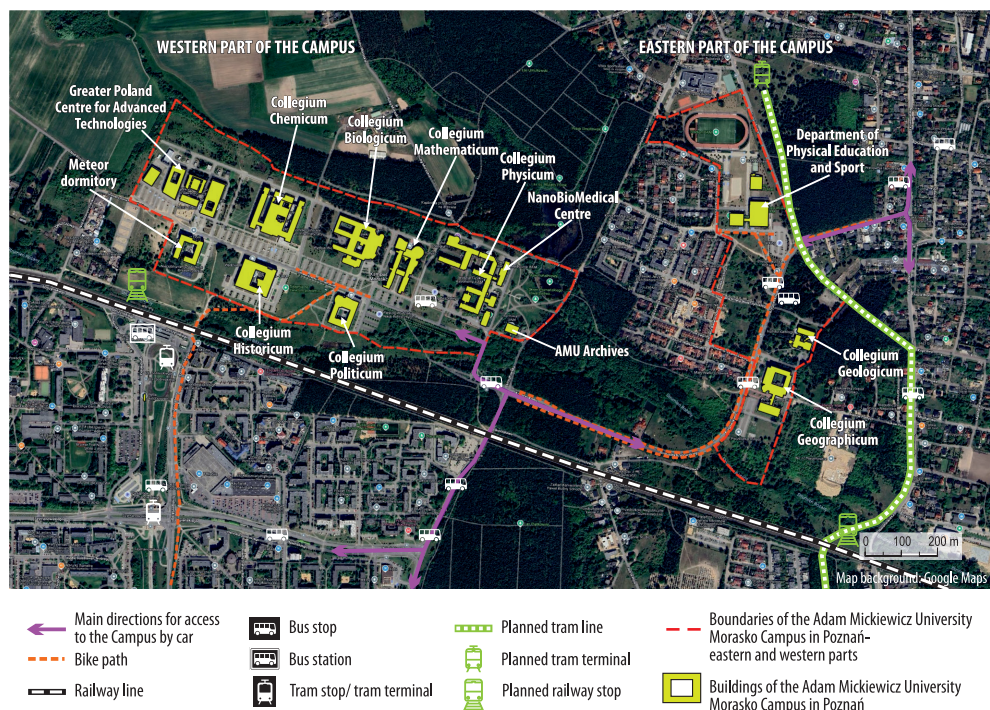 WESTERN PART OF THE CAMPUS
EASTERN PART OF THE CAMPUS
Greater Poland
Centre for Advanced
Technologies
Meteor
dormitory
Collegium
Chemicum
Collegium
Biologicum
Collegium
Mathematicum
Collegium
Physicum
NanoBioMedical
Centre
Department of
Physical Education
and Sport
Collegium
Historicum
Collegium
Politicum
AMU Archives
Collegium
Geologicum
Collegium
Geographicum
0 100 200 m
Map background: Google Maps
Main directions for access
to the Campus by car
Bike path
Railway line
Bus stop
Bus station
Tram stop/ tram terminal
Planned tram line
Planned tram terminal
Planned railway stop
Boundaries of the Adam Mickiewicz University
Morasko Campus in Poznań–
eastern and western parts
Buildings of the Adam Mickiewicz University
Morasko Campus in Poznań